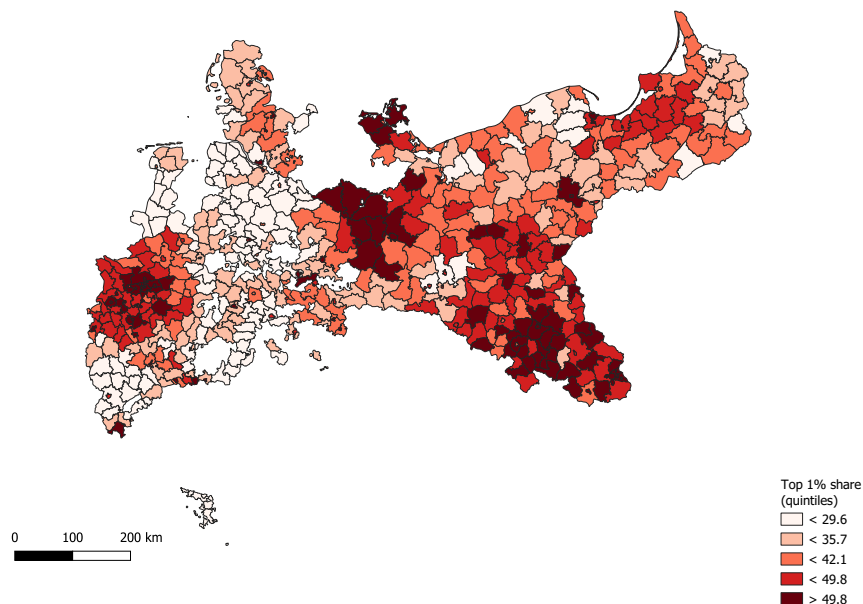 Top 1% share
(quintiles)
< 29.6
< 35.7
< 42.1
< 49.8
> 49.8
0 100 200 km